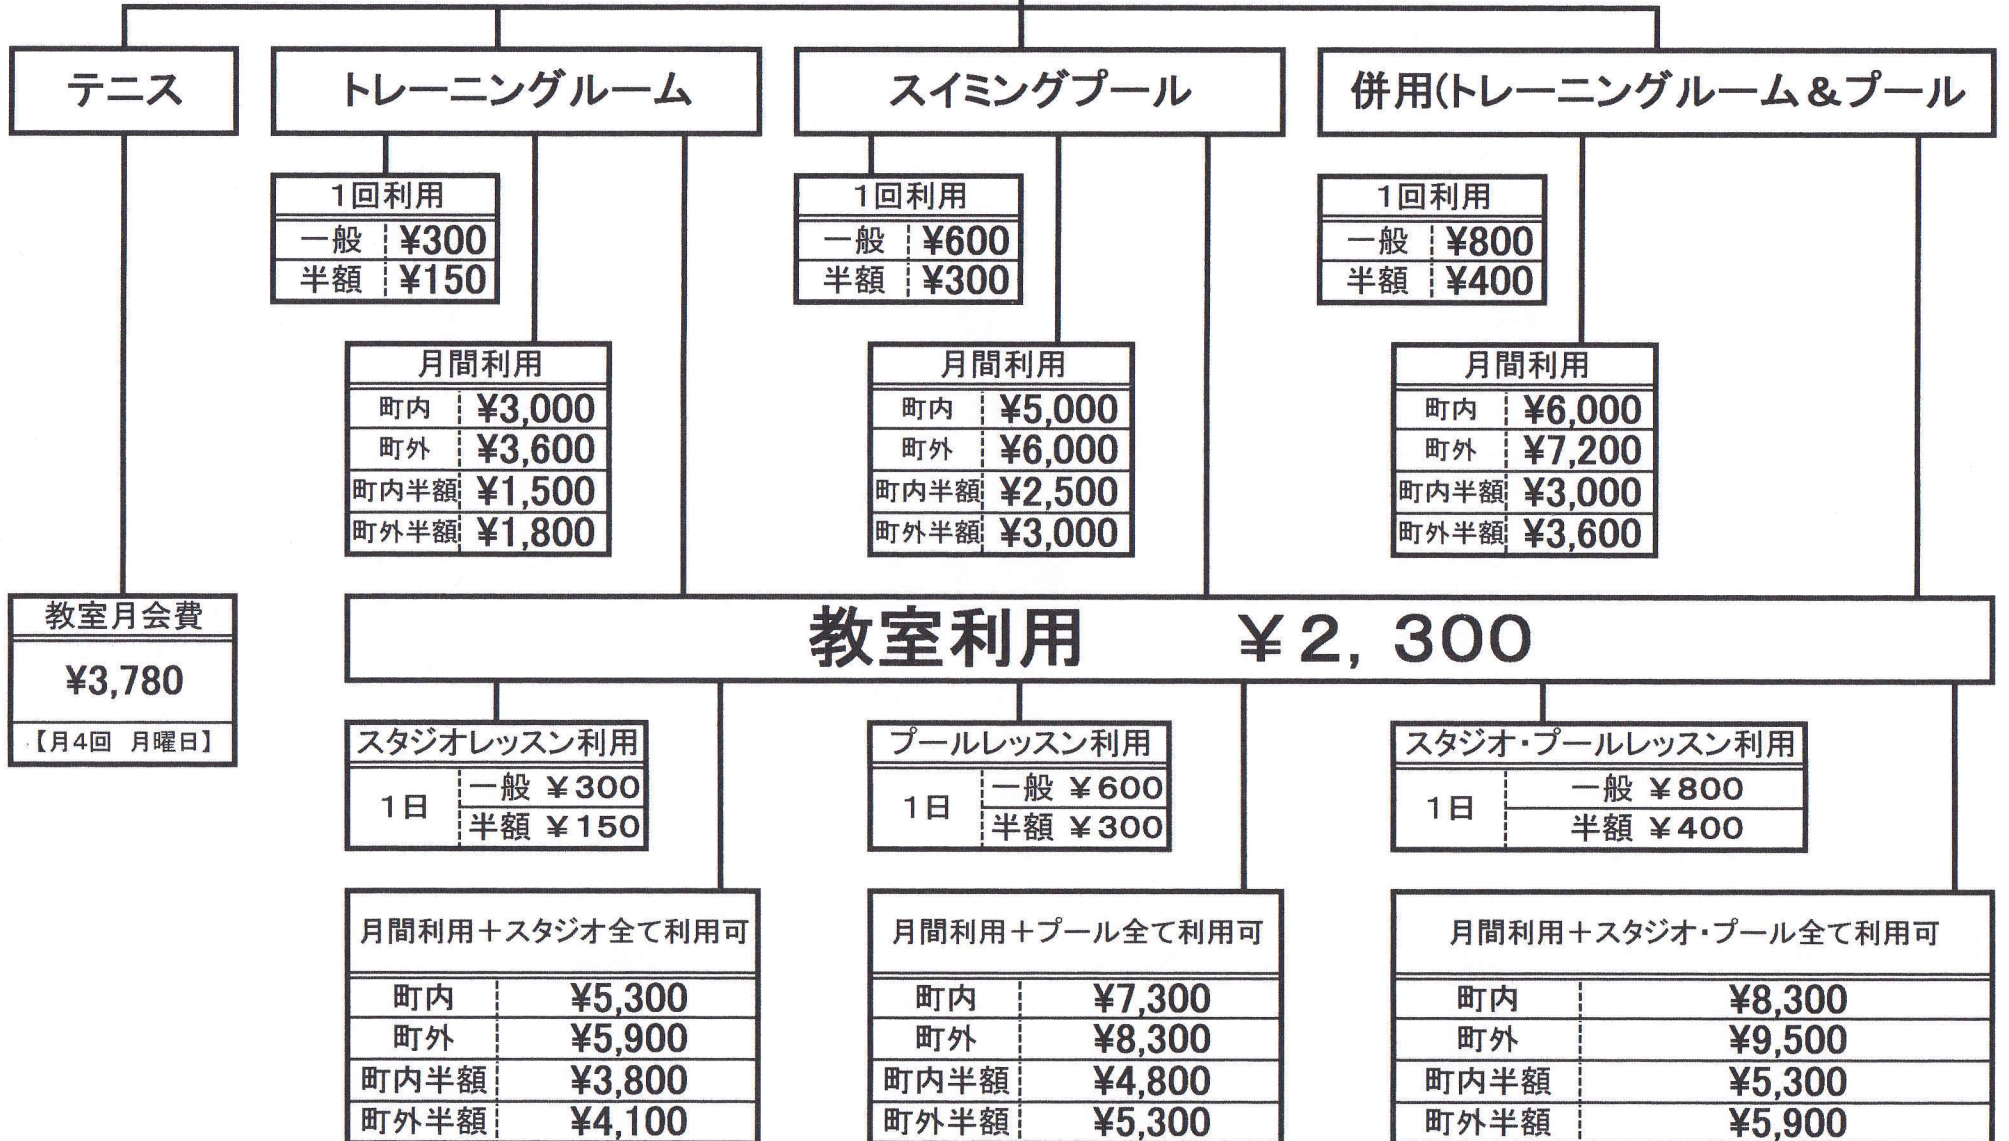 テニス
トレーニングルーム
スイミングプール
併用(トレーニングルーム&プール
1回利用
一般 ¥300
半額 ¥150
1回利用
一般 ¥600
半額 ¥300
1回利用
一般 ¥800
半額 ¥400
月間利用
町内 ¥3,000
町外 ¥3,600
町内半額 ¥1,500
町外半額 ¥1,800
月間利用
町内 ¥5,000
町外 ¥6,000
町内半額 ¥2,500
町外半額 ¥3,000
月間利用
町内 ¥6,000
町外 ¥7,200
町内半額 ¥3,000
町外半額 ¥3,600
教室月会費
¥3,780
【月4回 月曜日】
教室利用 ¥2,300
スタジオレッスン利用
1日
一般 ¥300
半額 ¥150
プールレッスン利用
1日
一般 ¥600
半額 ¥300
スタジオ・プールレッスン利用
1日
一般 ¥800
半額 ¥400
月間利用+スタジオ全て利用可
町内 ¥5,300
町外 ¥5,900
町内半額 ¥3,800
町外半額 ¥4,100
月間利用+プール全て利用可
町内 ¥7,300
町外 ¥8,300
町内半額 ¥4,800
町外半額 ¥5,300
月間利用+スタジオ・プール全て利用可
町内 ¥8,300
町外 ¥9,500
町内半額 ¥5,300
町外半額 ¥5,900